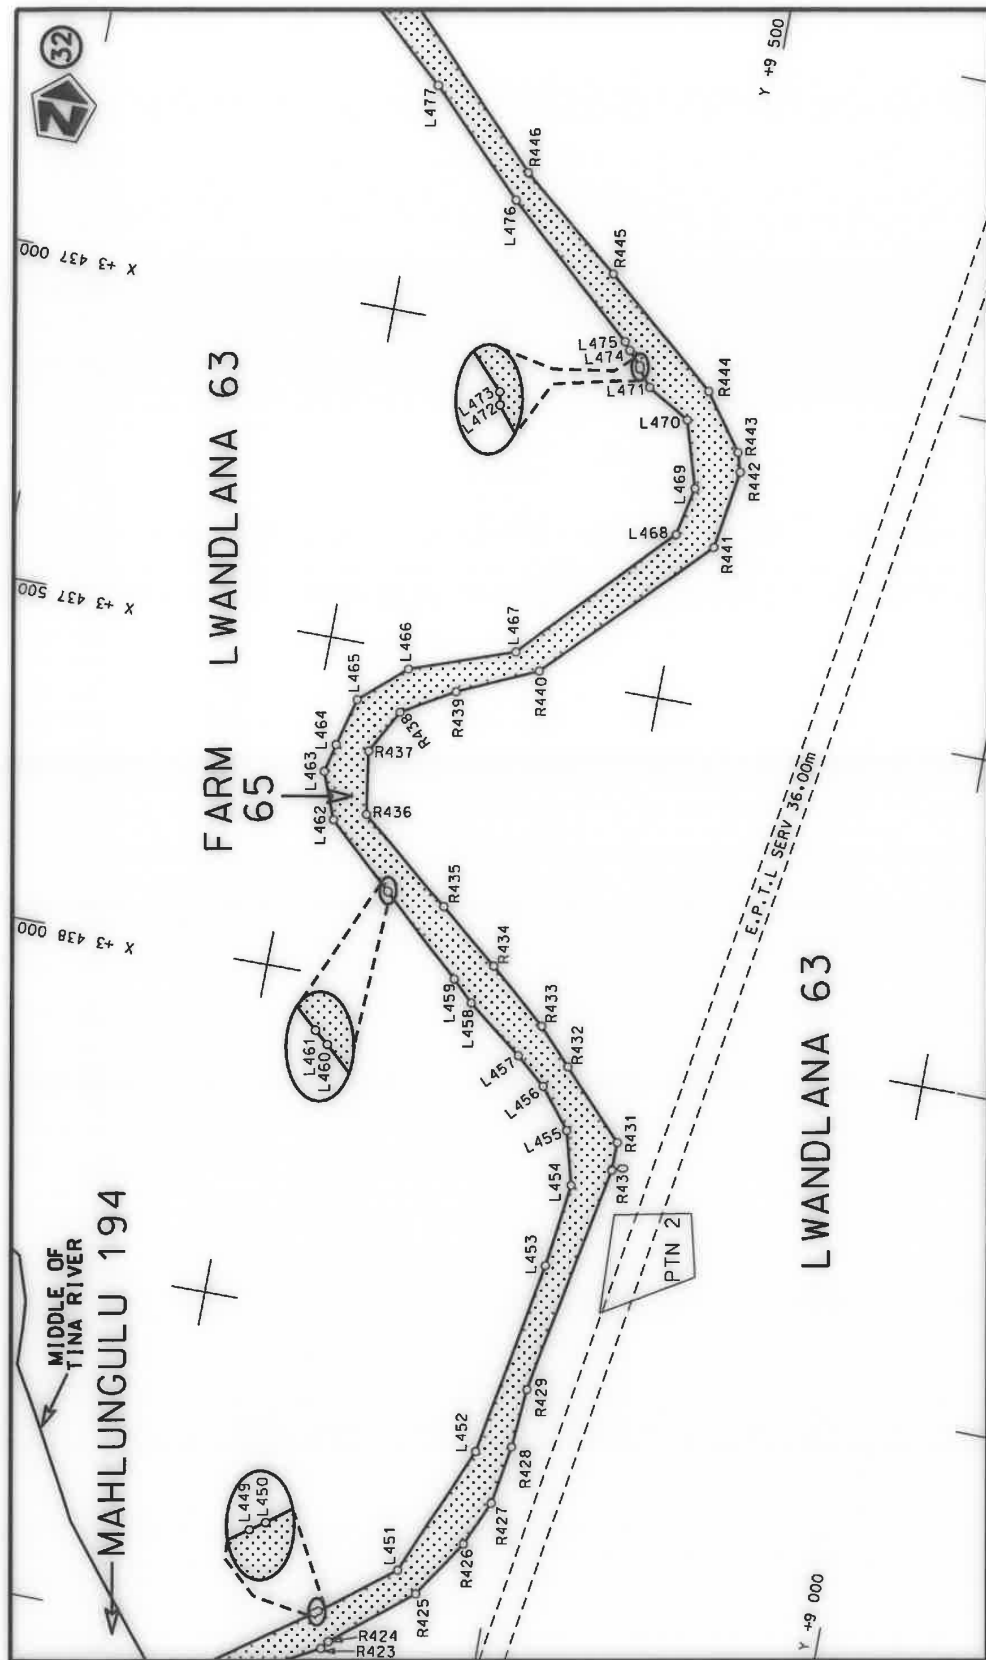 32
Z
X +3 437 000
X +3 437 500
X +3 438 000
Y +9 500
Y +9 000
LWANDLANA 63
FARM
65
MIDDLE OF
TINA RIVER
MAHLUNGULU 194
LWANDLANA 63
E.P.T.L SERV 36.00m
PTN 2
L449
L450
L451
L452
L453
L454
L455
L456
L457
L458
L459
L460
L461
L462
L463
L464
L465
L466
L467
L468
L469
L470
L471
L472
L473
L474
L475
L476
L477
R423
R424
R425
R426
R427
R428
R429
R430
R431
R432
R433
R434
R435
R436
R437
R438
R439
R440
R441
R442
R443
R444
R445
R446